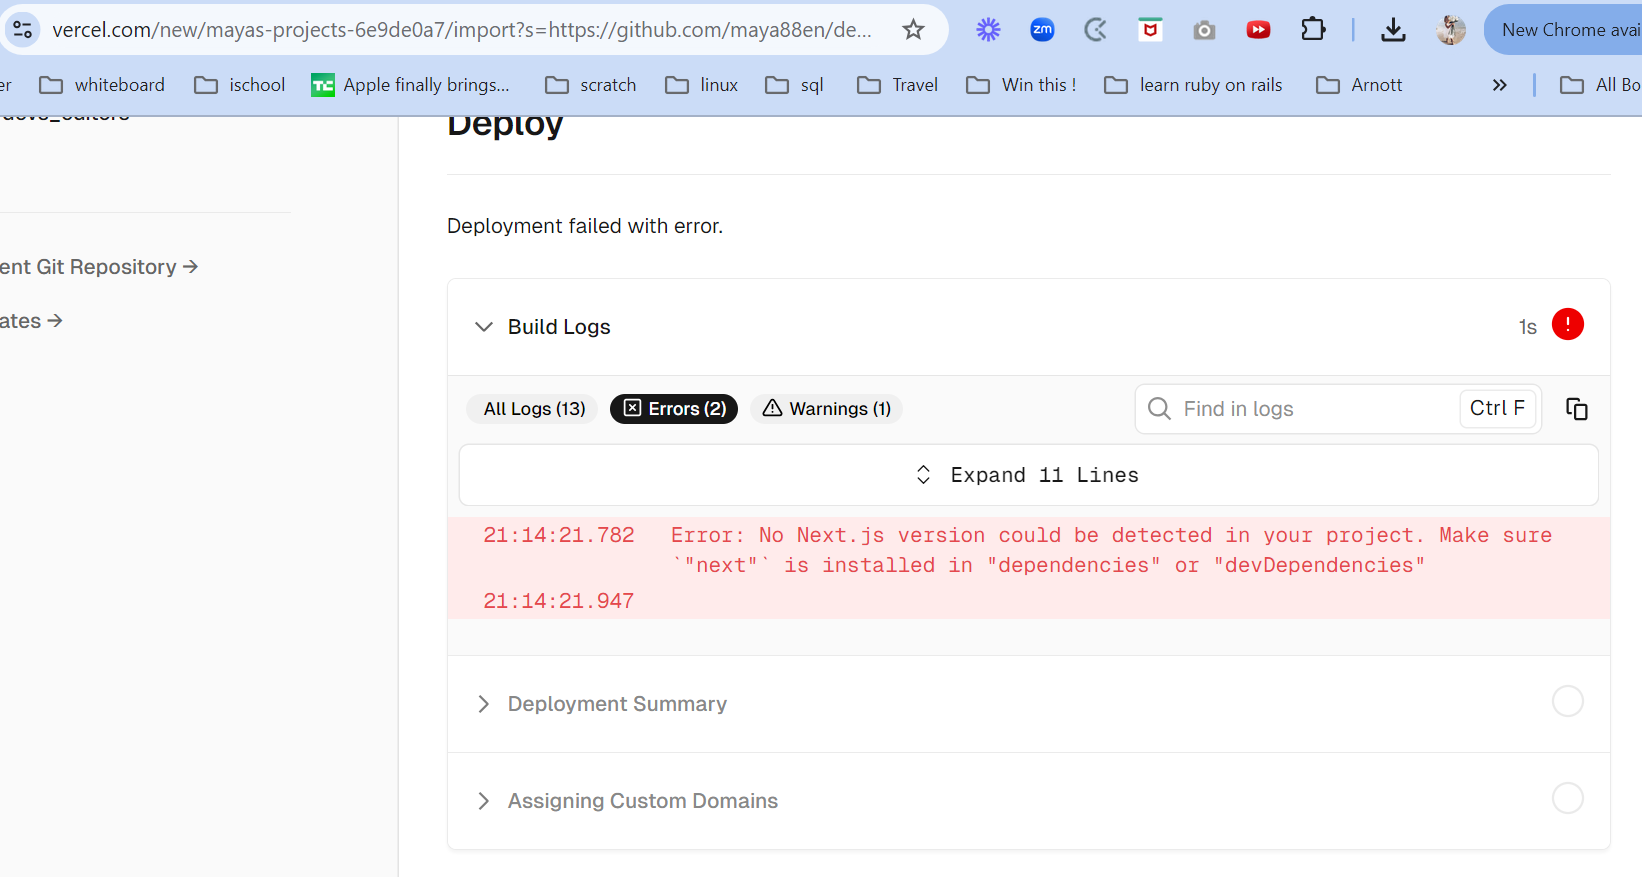 vercel.com/new/mayas-projects-6e9de0a7/import?s=https://github.com/maya88en/de...
zm
New Chrome avai
er
whiteboard
ischool
TC
Apple finally brings...
scratch
linux
sql
Travel
Win this !
learn ruby on rails
Arnott
»
All Bo
devs_editors
Deploy
Deployment failed with error.
ent Git Repository →
ates →
Build Logs
1s
All Logs (13)
Errors (2)
Warnings (1)
Find in logs
Ctrl F
Expand 11 Lines
21:14:21.782 Error: No Next.js version could be detected in your project. Make sure
`"next"` is installed in "dependencies" or "devDependencies"
21:14:21.947
Deployment Summary
Assigning Custom Domains